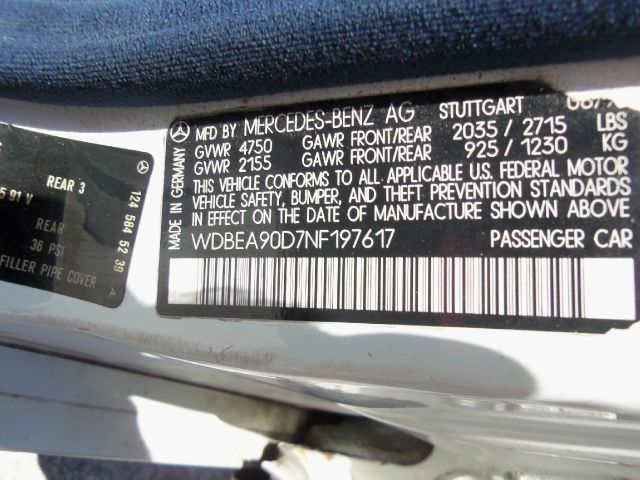 MFD BY MERCEDES-BENZ AG STUTTGART
GVWR 4750 GAWR FRONT/REAR 2035 / 2715 LBS
GVWR 2155 GAWR FRONT/REAR 925 / 1230 KG
THIS VEHICLE CONFORMS TO ALL APPLICABLE U.S. FEDERAL MOTOR
VEHICLE SAFETY, BUMPER, AND THEFT PREVENTION STANDARDS
IN EFFECT ON THE DATE OF MANUFACTURE SHOWN ABOVE
WDBEA90D7NF197617 PASSENGER CAR
MADE IN GERMANY
REAR 3
5 91 V
REAR
36 PSI
FILLER PIPE COVER
124 584 52 39